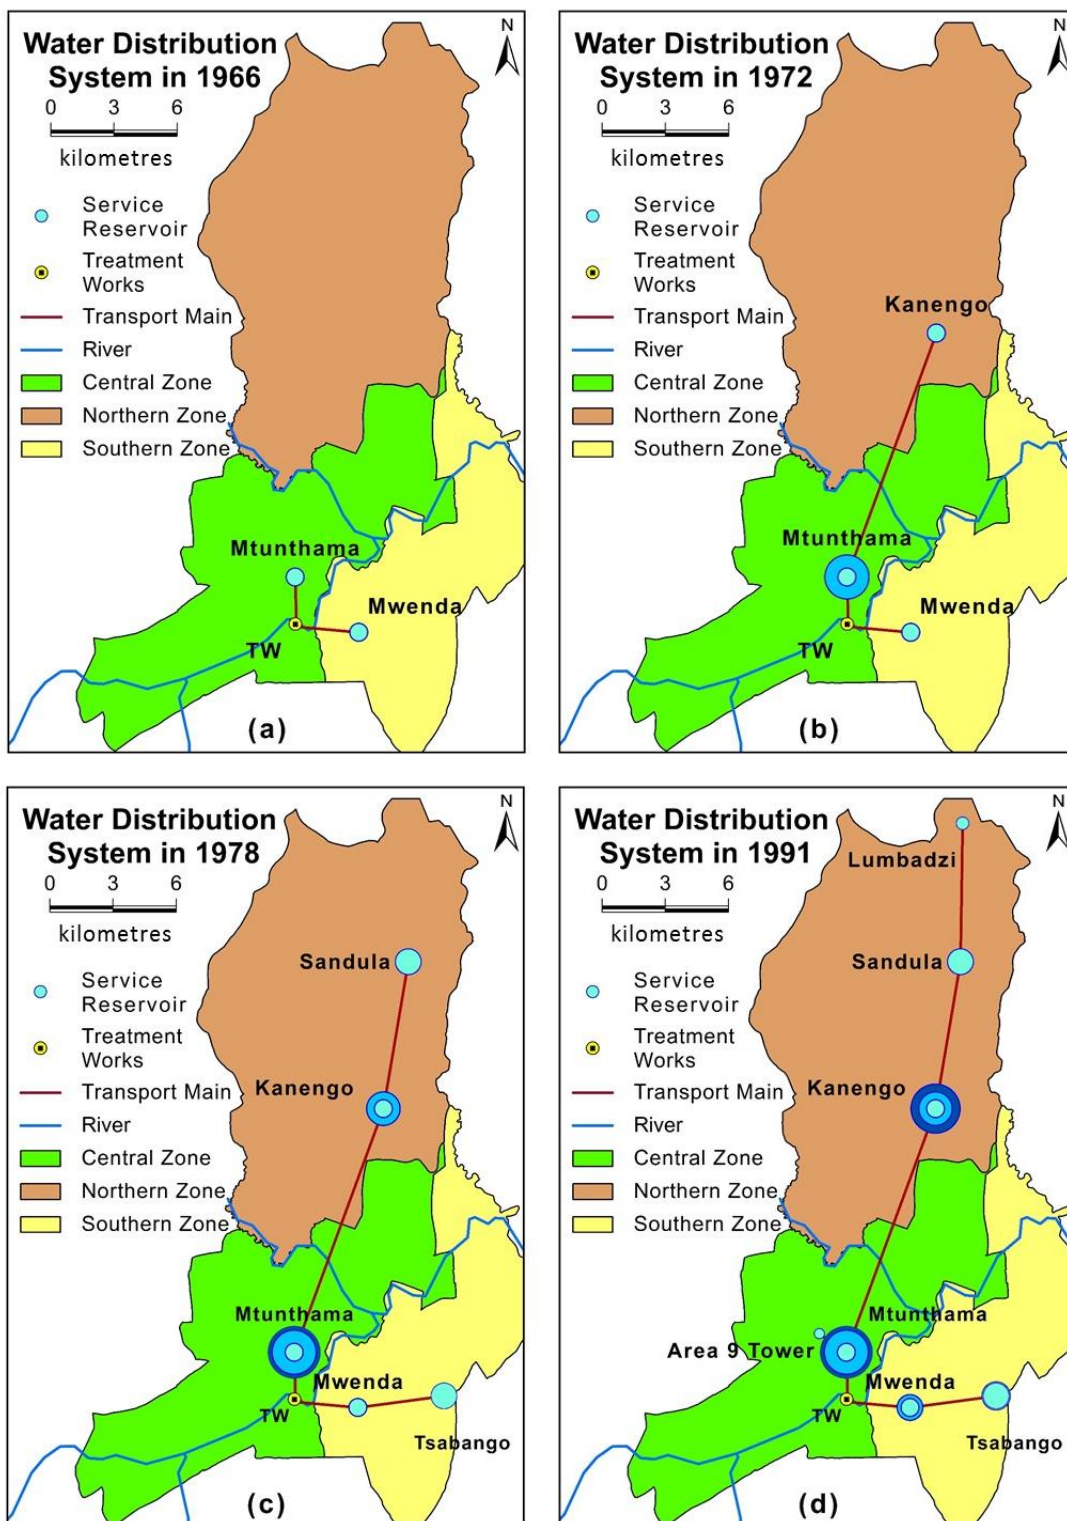 Water Distribution
System in 1966
N
0 3 6
kilometres
Service
Reservoir
Treatment
Works
Transport Main
River
Central Zone
Northern Zone
Southern Zone
Mtunthama
Mwenda
TW
(a)
Water Distribution
System in 1972
N
0 3 6
kilometres
Service
Reservoir
Treatment
Works
Transport Main
River
Central Zone
Northern Zone
Southern Zone
Kanengo
Mtunthama
Mwenda
TW
(b)
Water Distribution
System in 1978
N
0 3 6
kilometres
Service
Reservoir
Treatment
Works
Transport Main
River
Central Zone
Northern Zone
Southern Zone
Sandula
Kanengo
Mtunthama
Mwenda
TW
Tsabango
(c)
Water Distribution
System in 1991
N
0 3 6
kilometres
Service
Reservoir
Treatment
Works
Transport Main
River
Central Zone
Northern Zone
Southern Zone
Lumbadzi
Sandula
Kanengo
Mtunthama
Area 9 Tower
Mwenda
TW
Tsabango
(d)